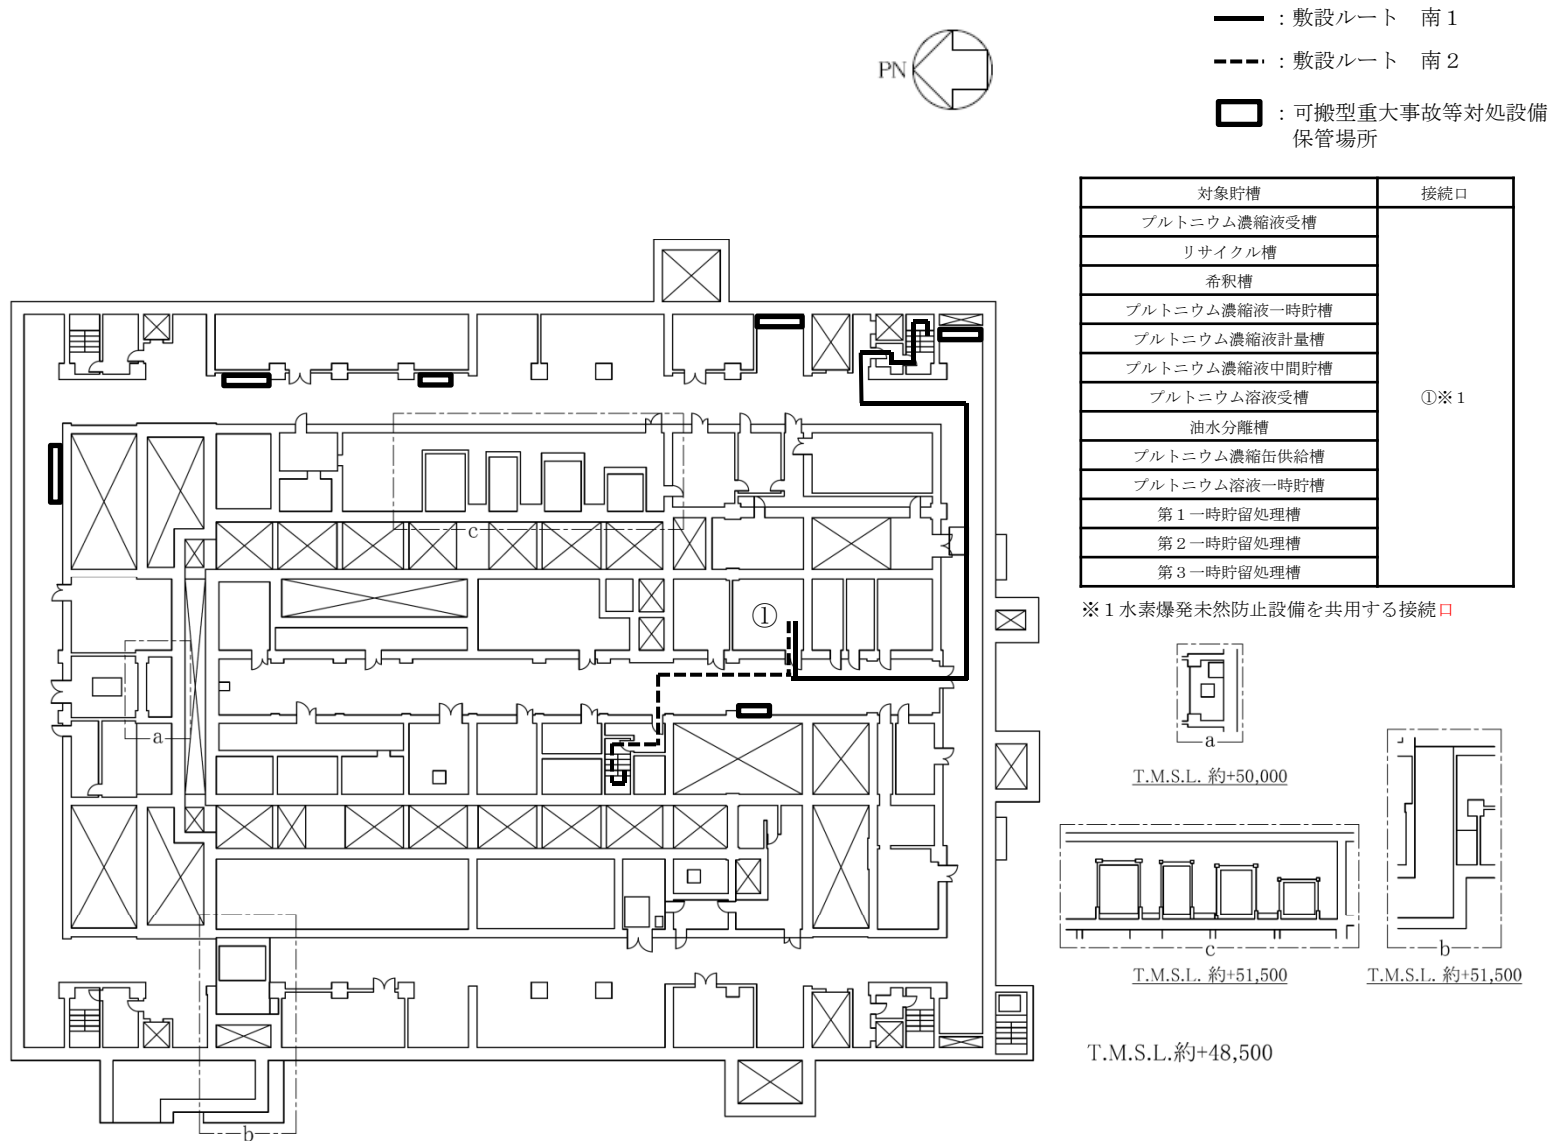 ：敷設ルート　南１
：敷設ルート　南２
：可搬型重大事故等対処設備
保管場所
PN
対象貯槽　接続口
プルトニウム濃縮液受槽
リサイクル槽
希釈槽
プルトニウム濃縮液一時貯槽
プルトニウム濃縮液計量槽
プルトニウム濃縮液中間貯槽
プルトニウム溶液受槽
①※１
油水分離槽
プルトニウム濃縮缶供給槽
プルトニウム溶液一時貯槽
第１一時貯留処理槽
第２一時貯留処理槽
第３一時貯留処理槽
※１水素爆発未然防止設備を共用する接続口
c
①
a
b
a
T.M.S.L. 約+50,000
c
T.M.S.L. 約+51,500
b
T.M.S.L. 約+51,500
T.M.S.L.約+48,500